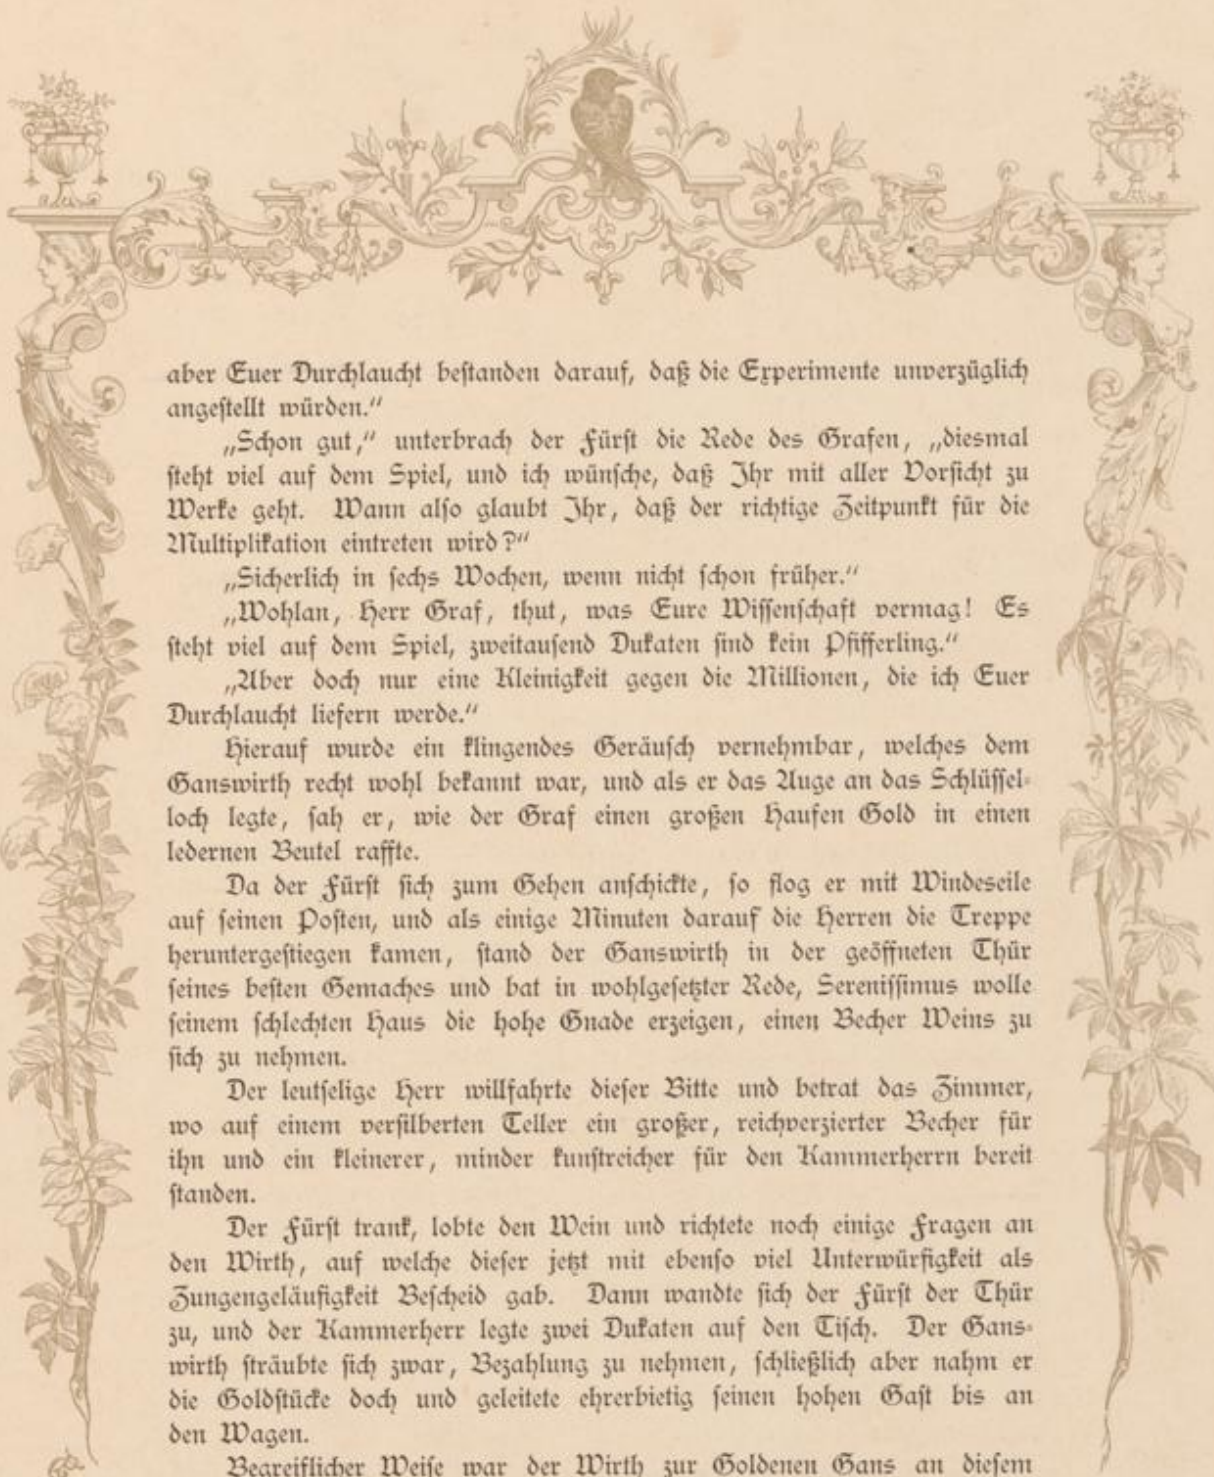 aber Euer Durchlaucht bestanden darauf, daß die Experimente unverzüglich
angestellt würden.“
„Schon gut,“ unterbrach der Fürst die Rede des Grafen, „diesmal
steht viel auf dem Spiel, und ich wünsche, daß Ihr mit aller Vorsicht zu
Werke geht. Wann also glaubt Ihr, daß der richtige Zeitpunkt für die
Multiplikation eintreten wird?“
„Sicherlich in sechs Wochen, wenn nicht schon früher.“
„Wohlan, Herr Graf, thut, was Eure Wissenschaft vermag! Es
steht viel auf dem Spiel, zweitausend Dukaten sind kein Pfifferling.“
„Aber doch nur eine Kleinigkeit gegen die Millionen, die ich Euer
Durchlaucht liefern werde.“
Hierauf wurde ein klingendes Geräusch vernehmbar, welches dem
Ganswirth recht wohl bekannt war, und als er das Auge an das Schlüssel-
loch legte, sah er, wie der Graf einen großen Haufen Gold in einen
ledernen Beutel raffte.
Da der Fürst sich zum Gehen anschickte, so flog er mit Windeseile
auf seinen Posten, und als einige Minuten darauf die Herren die Treppe
heruntergestiegen kamen, stand der Ganswirth in der geöffneten Thür
seines besten Gemaches und bat in wohlgesetzter Rede, Serenissimus wolle
seinem schlechten Haus die hohe Gnade erzeigen, einen Becher Weins zu
sich zu nehmen.
Der leutselige Herr willfahrte dieser Bitte und betrat das Zimmer,
wo auf einem versilberten Teller ein großer, reichverzierter Becher für
ihn und ein kleinerer, minder kunstreicher für den Kammerherrn bereit
standen.
Der Fürst trank, lobte den Wein und richtete noch einige Fragen an
den Wirth, auf welche dieser jetzt mit ebenso viel Unterwürfigkeit als
Zungengeläufigkeit Bescheid gab. Dann wandte sich der Fürst der Thür
zu, und der Kammerherr legte zwei Dukaten auf den Tisch. Der Gans-
wirth sträubte sich zwar, Bezahlung zu nehmen, schließlich aber nahm er
die Goldstücke doch und geleitete ehrerbietig seinen hohen Gast bis an
den Wagen.
Begreiflicher Weise war der Wirth zur Goldenen Gans an diesem